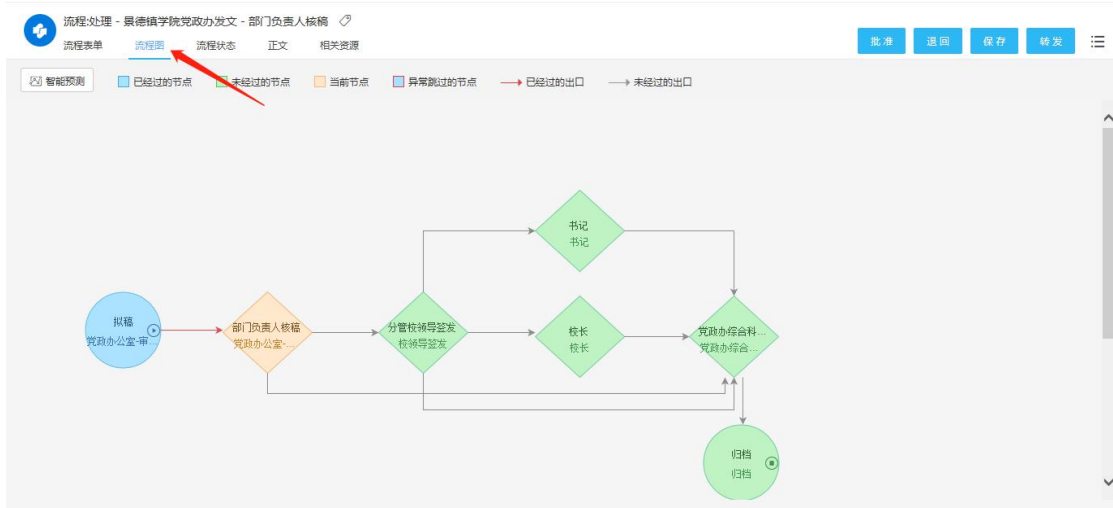 流程:处理 - 景德镇学院党政办发文 - 部门负责人核稿
流程表单 流程图 流程状态 正文 相关资源
批准 退回 保存 转发
智能预测 已经过的节点 未经过的节点 当前节点 异常跳过的节点 已经过的出口 未经过的出口
书记
书记
拟稿
党政办公室-审...
部门负责人核稿
党政办公室-...
分管校领导签发
校领导签发
校长
校长
党政办综合科...
党政办综合...
归档
归档